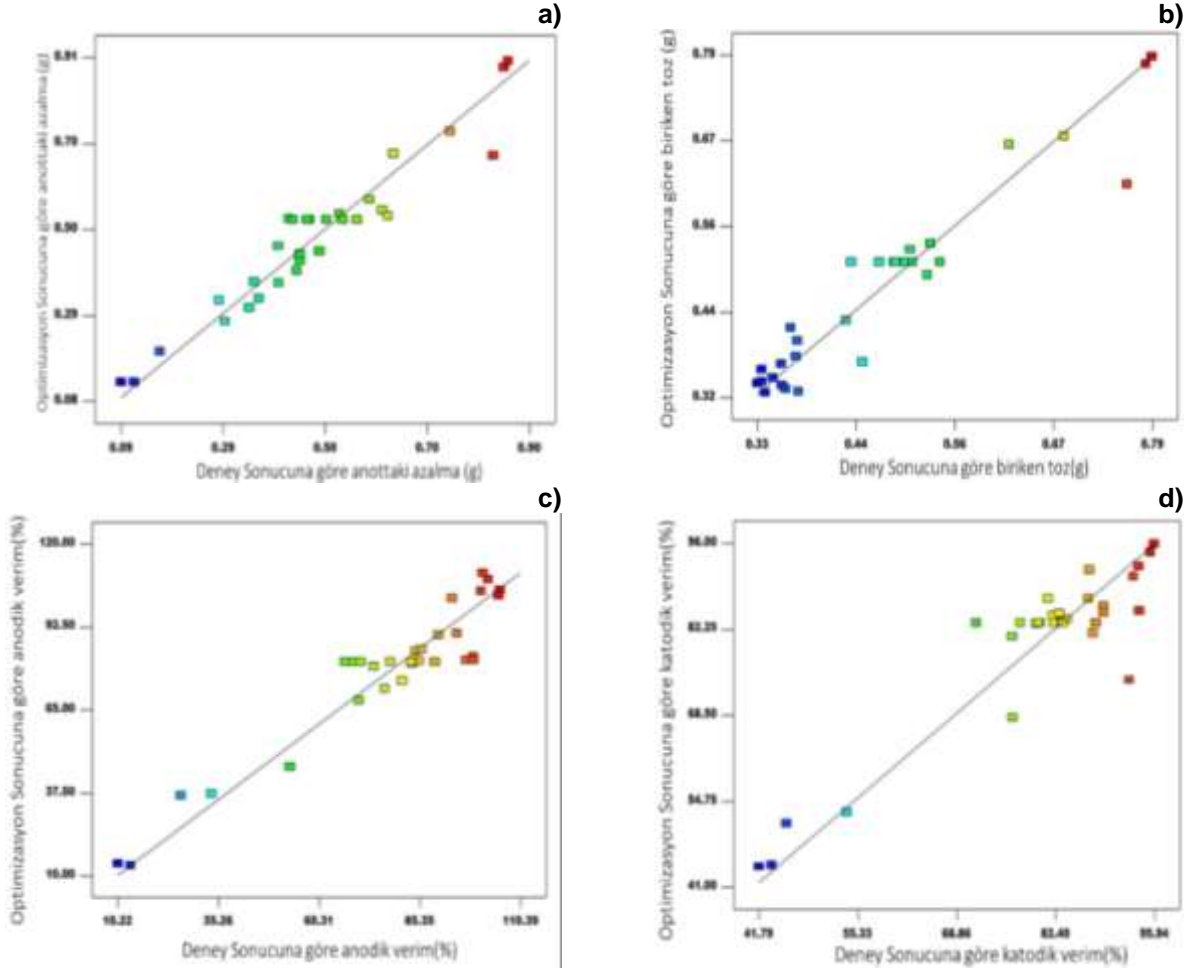 a)
Optimizasyon Sonucuna göre anottaki azalma (g)
0.91
0.70
0.50
0.29
0.08
0.09 0.29 0.50 0.70 0.90
Deney Sonucuna göre anottaki azalma (g)
b)
Optimizasyon Sonucuna göre biriken toz (g)
0.79
0.67
0.56
0.44
0.32
0.33 0.44 0.56 0.67 0.79
Deney Sonucuna göre biriken toz(g)
c)
Optimizasyon Sonucuna göre anodik verim(%)
120.00
92.50
65.00
37.50
10.00
10.22 35.26 60.31 85.35 110.39
Deney Sonucuna göre anodik verim(%)
d)
Optimizasyon Sonucuna göre katodik verim(%)
96.00
82.25
68.50
54.75
41.00
41.79 55.33 68.86 82.40 95.94
Deney Sonucuna göre katodik verim(%)